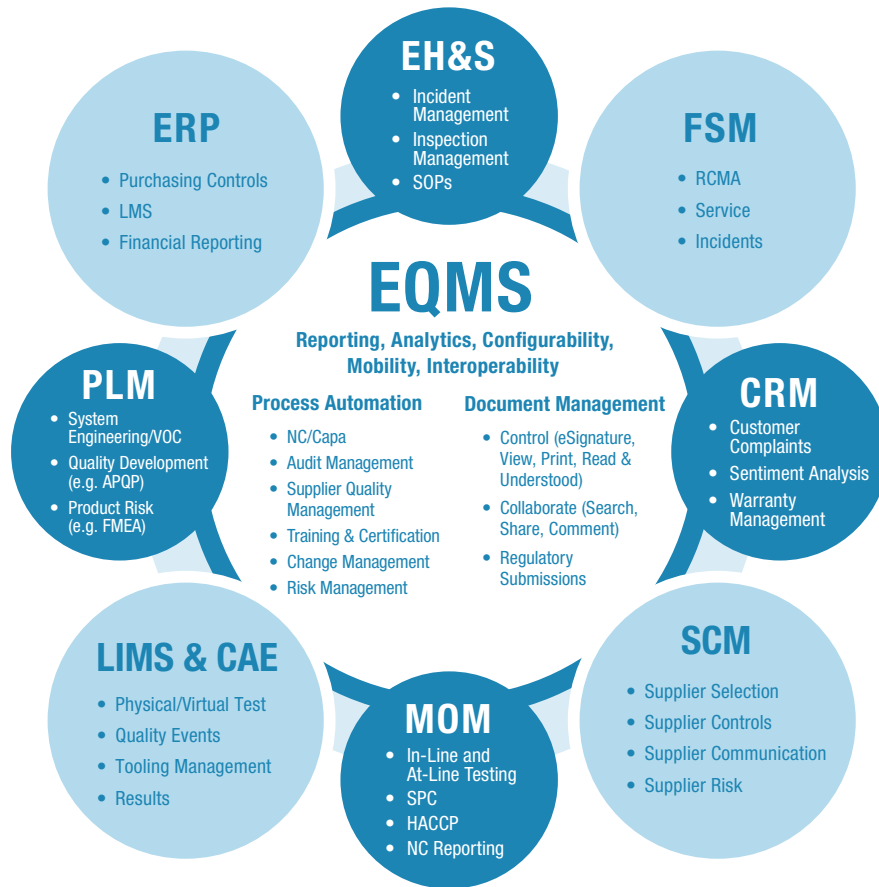 EH&S
• Incident
Management
• Inspection
Management
• SOPs
ERP
• Purchasing Controls
• LMS
• Financial Reporting
FSM
• RCMA
• Service
• Incidents
EQMS
Reporting, Analytics, Configurability,
Mobility, Interoperability
Process Automation
• NC/Capa
• Audit Management
• Supplier Quality
Management
• Training & Certification
• Change Management
• Risk Management
Document Management
• Control (eSignature,
View, Print, Read &
Understood)
• Collaborate (Search,
Share, Comment)
• Regulatory
Submissions
PLM
• System
Engineering/VOC
• Quality Development
(e.g. APQP)
• Product Risk
(e.g. FMEA)
CRM
• Customer
Complaints
• Sentiment Analysis
• Warranty
Management
LIMS & CAE
• Physical/Virtual Test
• Quality Events
• Tooling Management
• Results
MOM
• In-Line and
At-Line Testing
• SPC
• HACCP
• NC Reporting
SCM
• Supplier Selection
• Supplier Controls
• Supplier Communication
• Supplier Risk